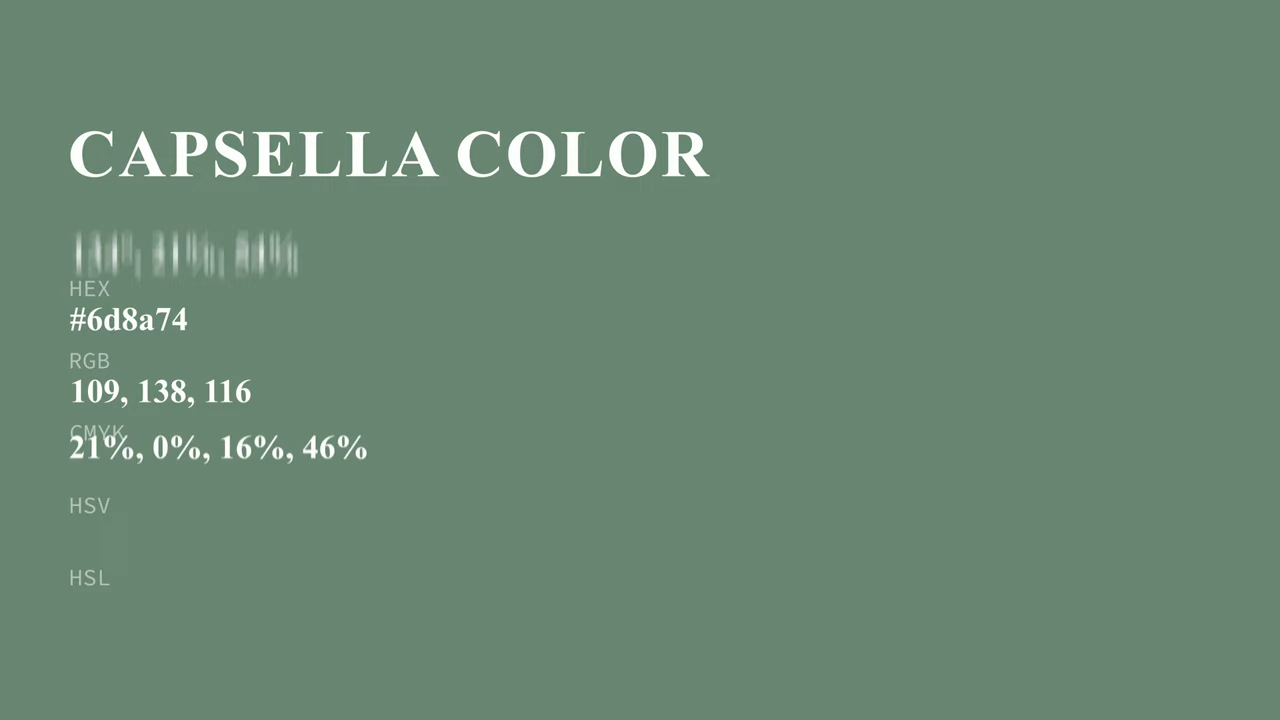 CAPSELLA COLOR
HEX
#6d8a74
RGB
109, 138, 116
CMYK
21%, 0%, 16%, 46%
HSV
HSL